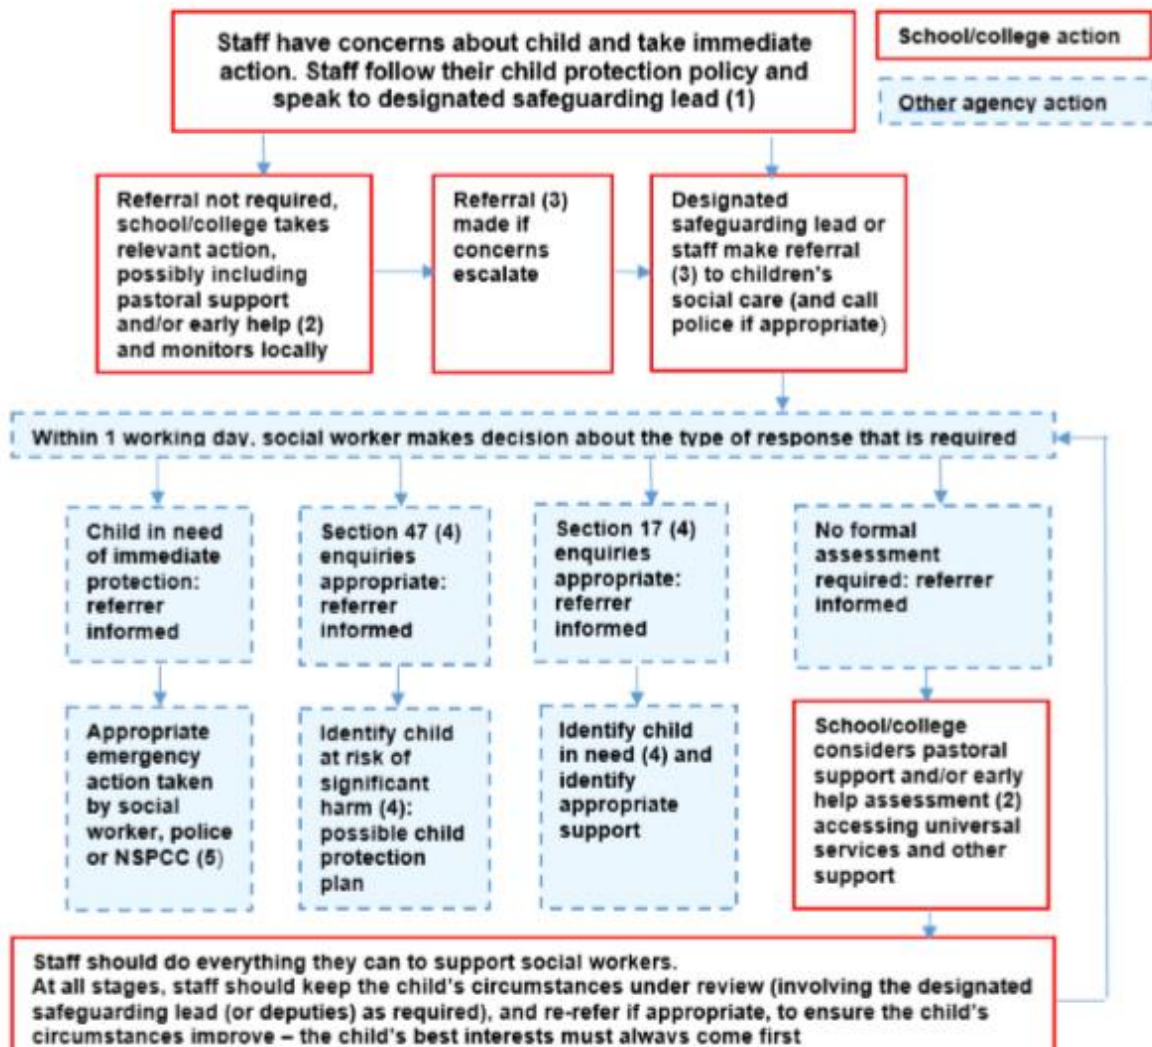 Staff have concerns about child and take immediate
action. Staff follow their child protection policy and
speak to designated safeguarding lead (1)
School/college action
Other agency action
Referral not required,
school/college takes
relevant action,
possibly including
pastoral support
and/or early help (2)
and monitors locally
Referral (3)
made if
concerns
escalate
Designated
safeguarding lead or
staff make referral
(3) to children's
social care (and call
police if appropriate)
Within 1 working day, social worker makes decision about the type of response that is required
Child in need
of immediate
protection:
referrer
informed
Section 47 (4)
enquiries
appropriate:
referrer
informed
Section 17 (4)
enquiries
appropriate:
referrer
informed
No formal
assessment
required: referrer
informed
Appropriate
emergency
action taken
by social
worker, police
or NSPCC (5)
Identify child
at risk of
significant
harm (4):
possible child
protection
plan
Identify child
in need (4) and
identify
appropriate
support
School/college
considers pastoral
support and/or early
help assessment (2)
accessing universal
services and other
support
Staff should do everything they can to support social workers.
At all stages, staff should keep the child's circumstances under review (involving the designated
safeguarding lead (or deputies) as required), and re-refer if appropriate, to ensure the child's
circumstances improve – the child's best interests must always come first